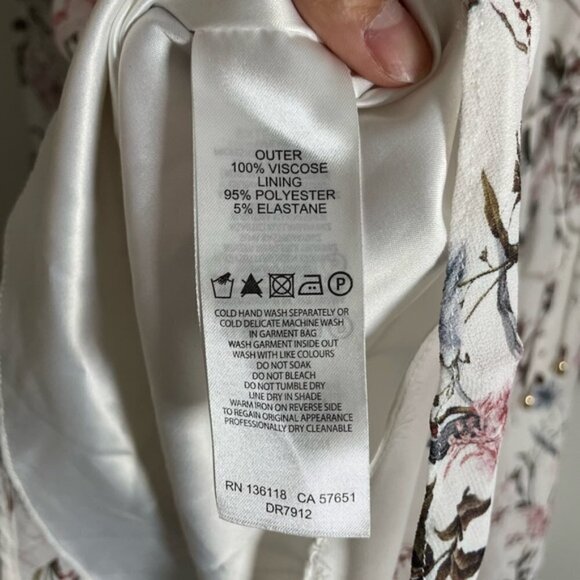 OUTER
100% VISCOSE
LINING
95% POLYESTER
5% ELASTANE
P
COLD HAND WASH SEPARATELY OR
COLD DELICATE MACHINE WASH
IN GARMENT BAG
WASH GARMENT INSIDE OUT
WASH WITH LIKE COLOURS
DO NOT SOAK
DO NOT BLEACH
DO NOT TUMBLE DRY
LINE DRY IN SHADE
WARM IRON ON REVERSE SIDE
TO REGAIN ORIGINAL APPEARANCE
PROFESSIONALLY DRY CLEANABLE
RN 136118 CA 57651
DR7912